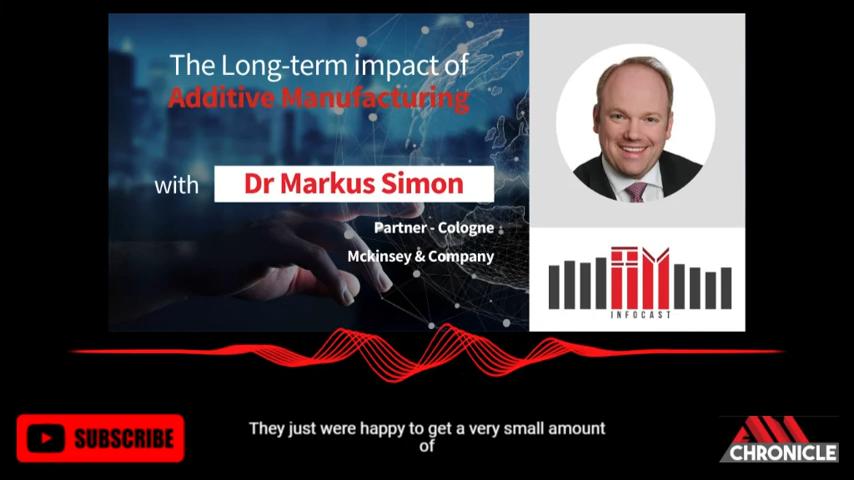 The Long-term impact of
Additive Manufacturing
with Dr Markus Simon
Partner - Cologne
Mckinsey & Company
INFOCAST
They just were happy to get a very small amount
of
SUBSCRIBE
AM
CHRONICLE